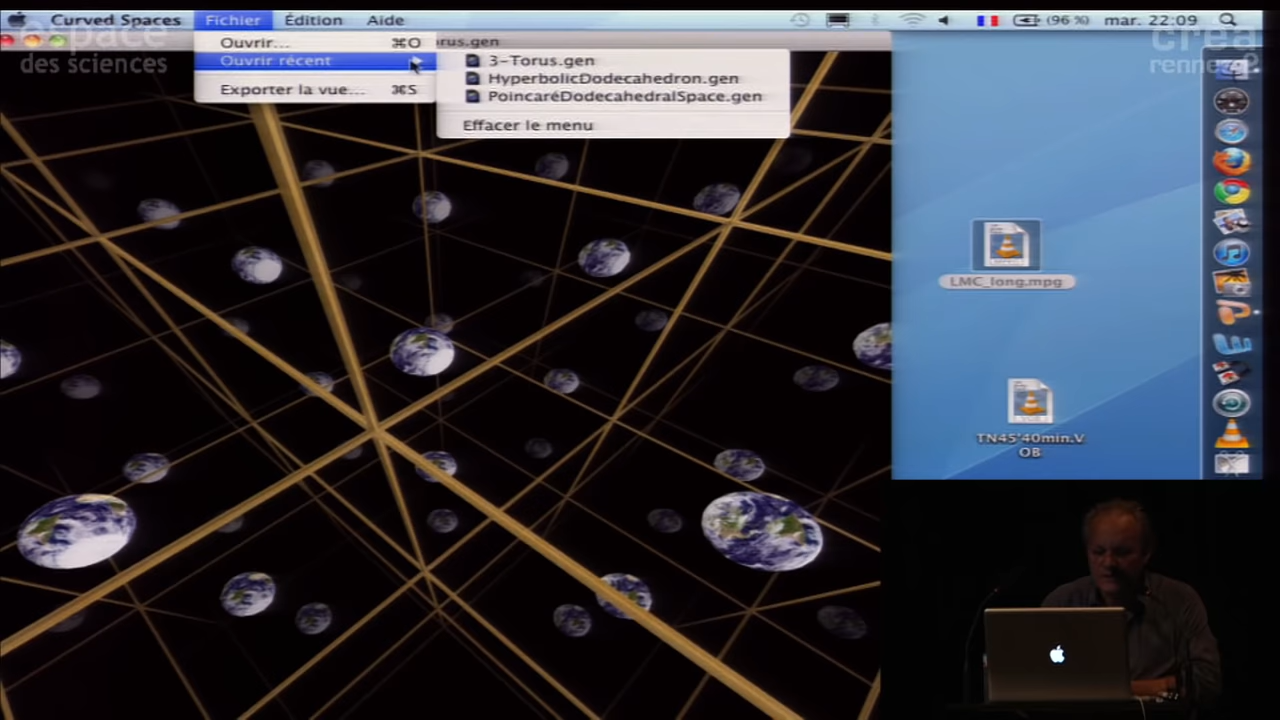 Curved Spaces Fichier Édition Aide (96 %) mar. 22:09
espace
des sciences
Ouvrir... ⌘O
orus.gen
créa
Ouvrir récent
3-Torus.gen
HyperbolicDodecahedron.gen
Exporter la vue... ⌘S
PoincaréDodecahedralSpace.gen
Effacer le menu
LMC_long.mpg
TN45'40min.V
OB